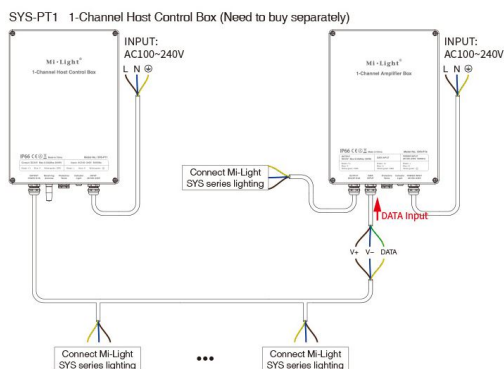 SYS-PT1 1-Channel Host Control Box (Need to buy separately)
Mi·Light®
1-Channel Host Control Box
INPUT:
AC100~240V
L N
IP66
Mi·Light®
1-Channel Amplifier Box
INPUT:
AC100~240V
L N
IP66
Connect Mi-Light
SYS series lighting
DATA Input
V+ V− DATA
Connect Mi-Light
SYS series lighting
•••
Connect Mi-Light
SYS series lighting